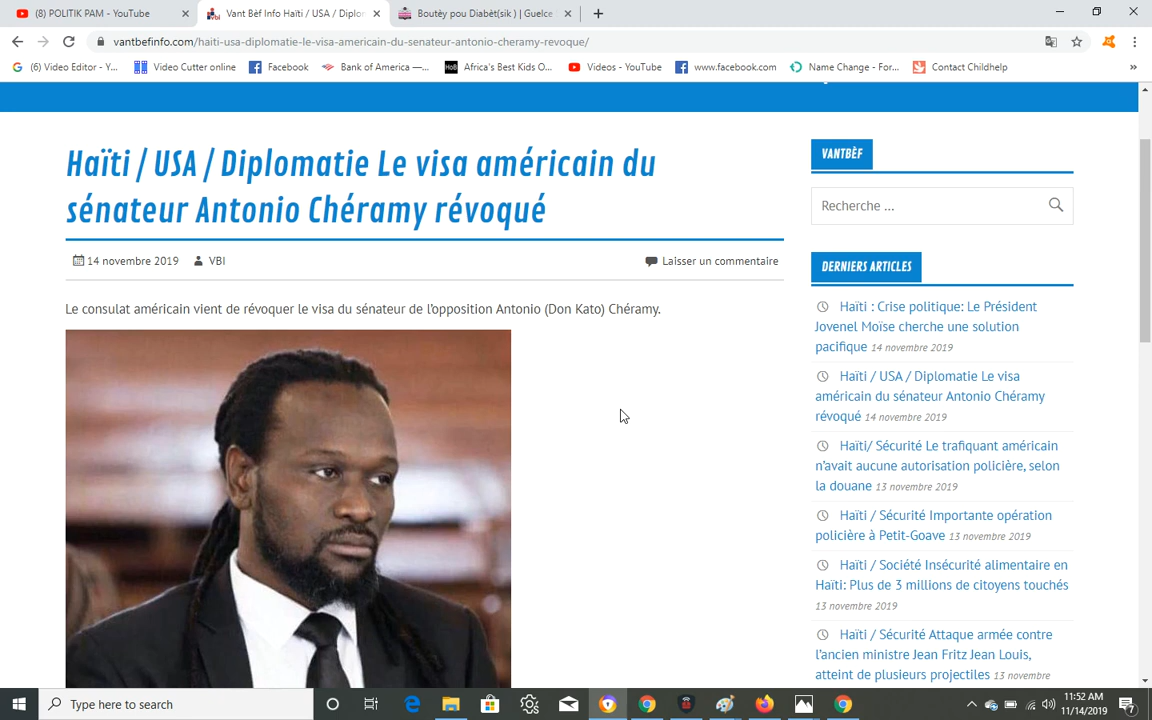 (8) POLITIK PAM - YouTube
Vant Bèf Info Haïti / USA / Diplom
Boutèy pou Diabèt(sik ) | Guelce
vantbefinfo.com/haiti-usa-diplomatie-le-visa-americain-du-senateur-antonio-cheramy-revoque/
(6) Video Editor - Y...
Video Cutter online
Facebook
Bank of America —...
Africa's Best Kids O...
Videos - YouTube
www.facebook.com
Name Change - For...
Contact Childhelp
»
Haïti / USA / Diplomatie Le visa américain du
sénateur Antonio Chéramy révoqué
14 novembre 2019
VBI
Laisser un commentaire
Le consulat américain vient de révoquer le visa du sénateur de l'opposition Antonio (Don Kato) Chéramy.
VANTBÈF
Recherche ...
DERNIERS ARTICLES
Haïti : Crise politique: Le Président
Jovenel Moïse cherche une solution
pacifique 14 novembre 2019
Haïti / USA / Diplomatie Le visa
américain du sénateur Antonio Chéramy
révoqué 14 novembre 2019
Haïti/ Sécurité Le trafiquant américain
n'avait aucune autorisation policière, selon
la douane 13 novembre 2019
Haïti / Sécurité Importante opération
policière à Petit-Goave 13 novembre 2019
Haïti / Société Insécurité alimentaire en
Haïti: Plus de 3 millions de citoyens touchés
13 novembre 2019
Haïti / Sécurité Attaque armée contre
l'ancien ministre Jean Fritz Jean Louis,
atteint de plusieurs projectiles 13 novembre
Type here to search
11:52 AM
11/14/2019
7